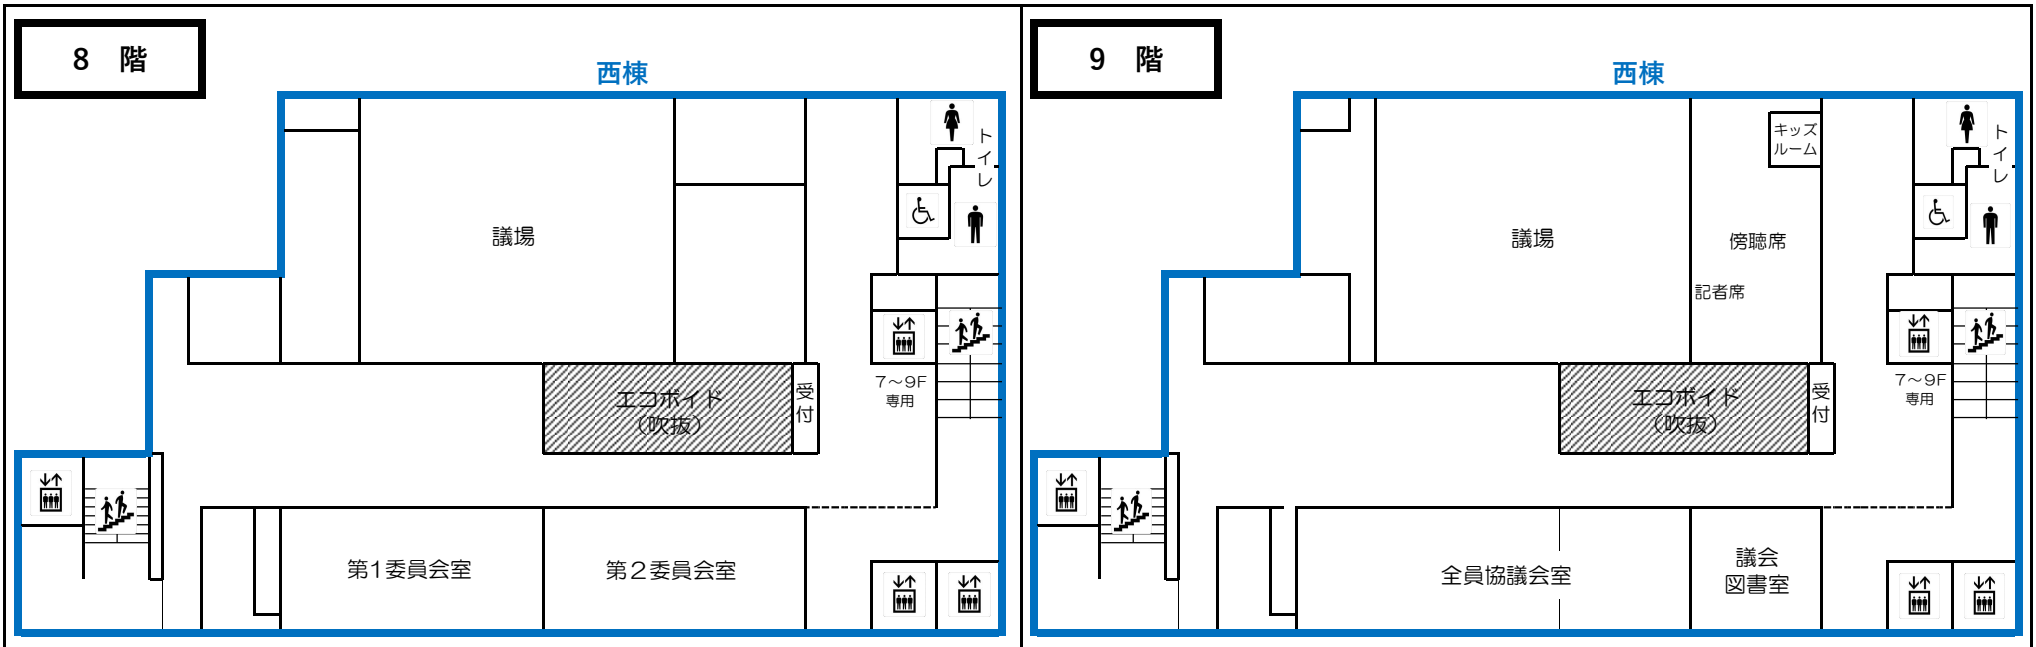 8　階
西棟
トイレ
議場
7～9F
専用
エコボイド
(吹抜)
受付
第1委員会室
第２委員会室
9　階
西棟
キッズ
ルーム
トイレ
議場
傍聴席
記者席
7～9F
専用
エコボイド
(吹抜)
受付
全員協議会室
議会
図書室